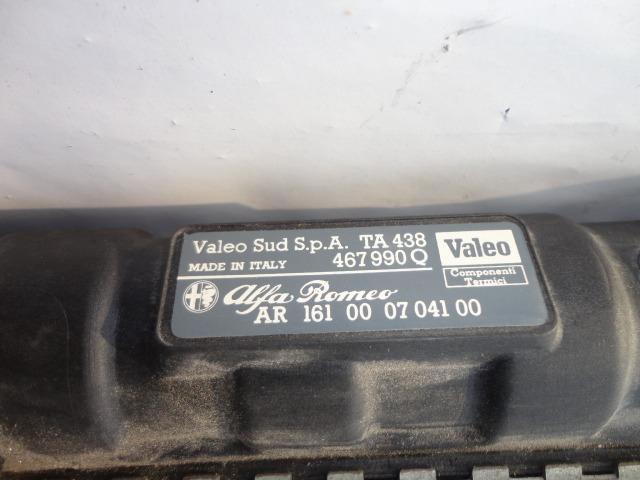 Valeo Sud S.p.A. TA 438
MADE IN ITALY 467 990 Q
Valeo
Componenti
Termici
Alfa Romeo
AR 161 00 07 041 00